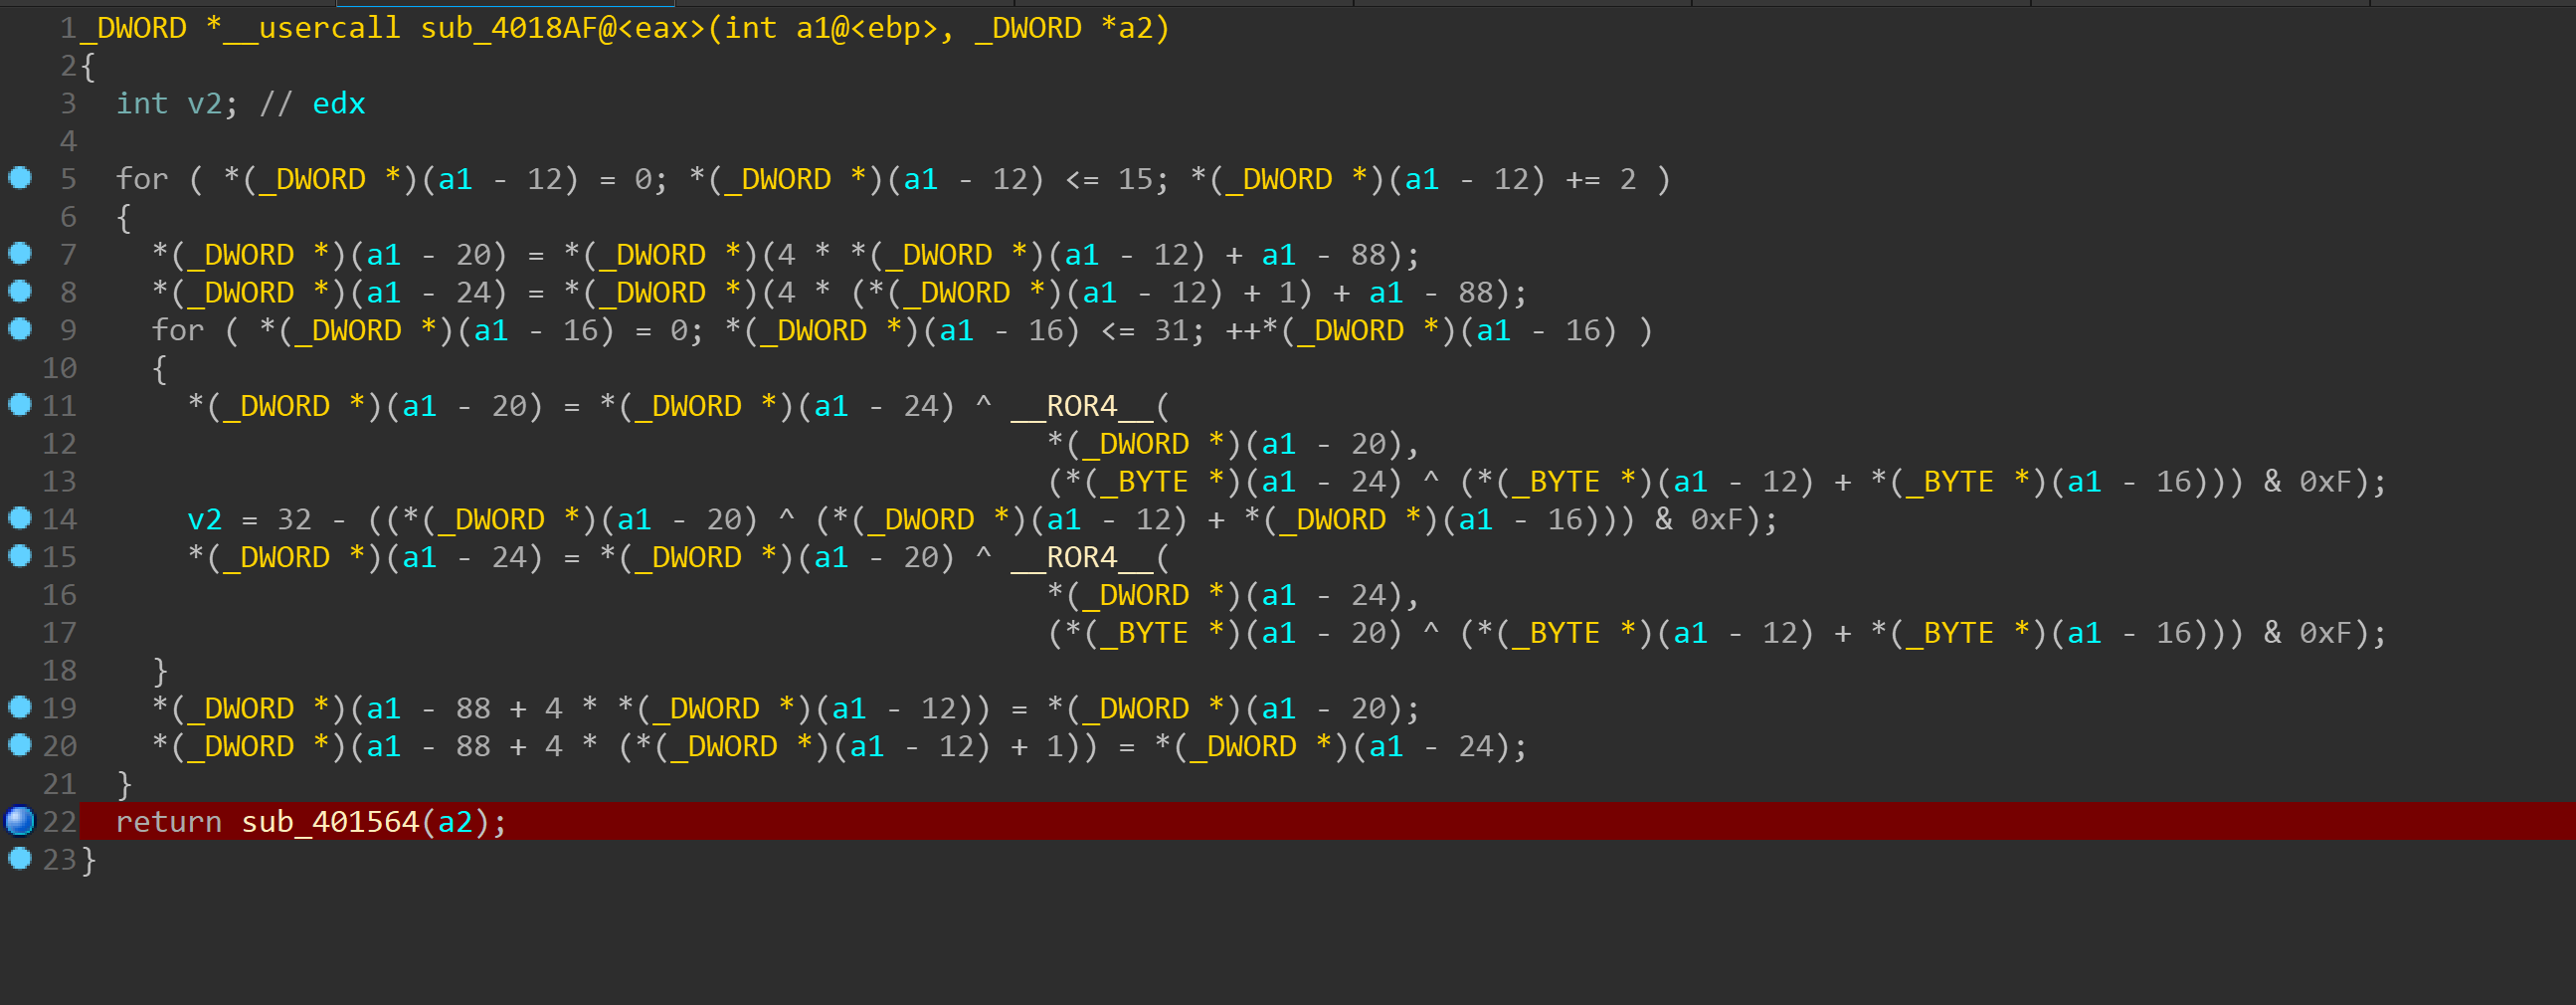 1 _DWORD *__usercall sub_4018AF@<eax>(int a1@<ebp>, _DWORD *a2)
2 {
3   int v2; // edx
4
5   for ( *(_DWORD *)(a1 - 12) = 0; *(_DWORD *)(a1 - 12) <= 15; *(_DWORD *)(a1 - 12) += 2 )
6   {
7     *(_DWORD *)(a1 - 20) = *(_DWORD *)(4 * *(_DWORD *)(a1 - 12) + a1 - 88);
8     *(_DWORD *)(a1 - 24) = *(_DWORD *)(4 * (*(_DWORD *)(a1 - 12) + 1) + a1 - 88);
9     for ( *(_DWORD *)(a1 - 16) = 0; *(_DWORD *)(a1 - 16) <= 31; ++*(_DWORD *)(a1 - 16) )
10     {
11       *(_DWORD *)(a1 - 20) = *(_DWORD *)(a1 - 24) ^ __ROR4__(
12                                                       *(_DWORD *)(a1 - 20),
13                                                       (*(_BYTE *)(a1 - 24) ^ (*(_BYTE *)(a1 - 12) + *(_BYTE *)(a1 - 16))) & 0xF);
14       v2 = 32 - ((*(_DWORD *)(a1 - 20) ^ (*(_DWORD *)(a1 - 12) + *(_DWORD *)(a1 - 16))) & 0xF);
15       *(_DWORD *)(a1 - 24) = *(_DWORD *)(a1 - 20) ^ __ROR4__(
16                                                       *(_DWORD *)(a1 - 24),
17                                                       (*(_BYTE *)(a1 - 20) ^ (*(_BYTE *)(a1 - 12) + *(_BYTE *)(a1 - 16))) & 0xF);
18     }
19     *(_DWORD *)(a1 - 88 + 4 * *(_DWORD *)(a1 - 12)) = *(_DWORD *)(a1 - 20);
20     *(_DWORD *)(a1 - 88 + 4 * (*(_DWORD *)(a1 - 12) + 1)) = *(_DWORD *)(a1 - 24);
21   }
22   return sub_401564(a2);
23 }